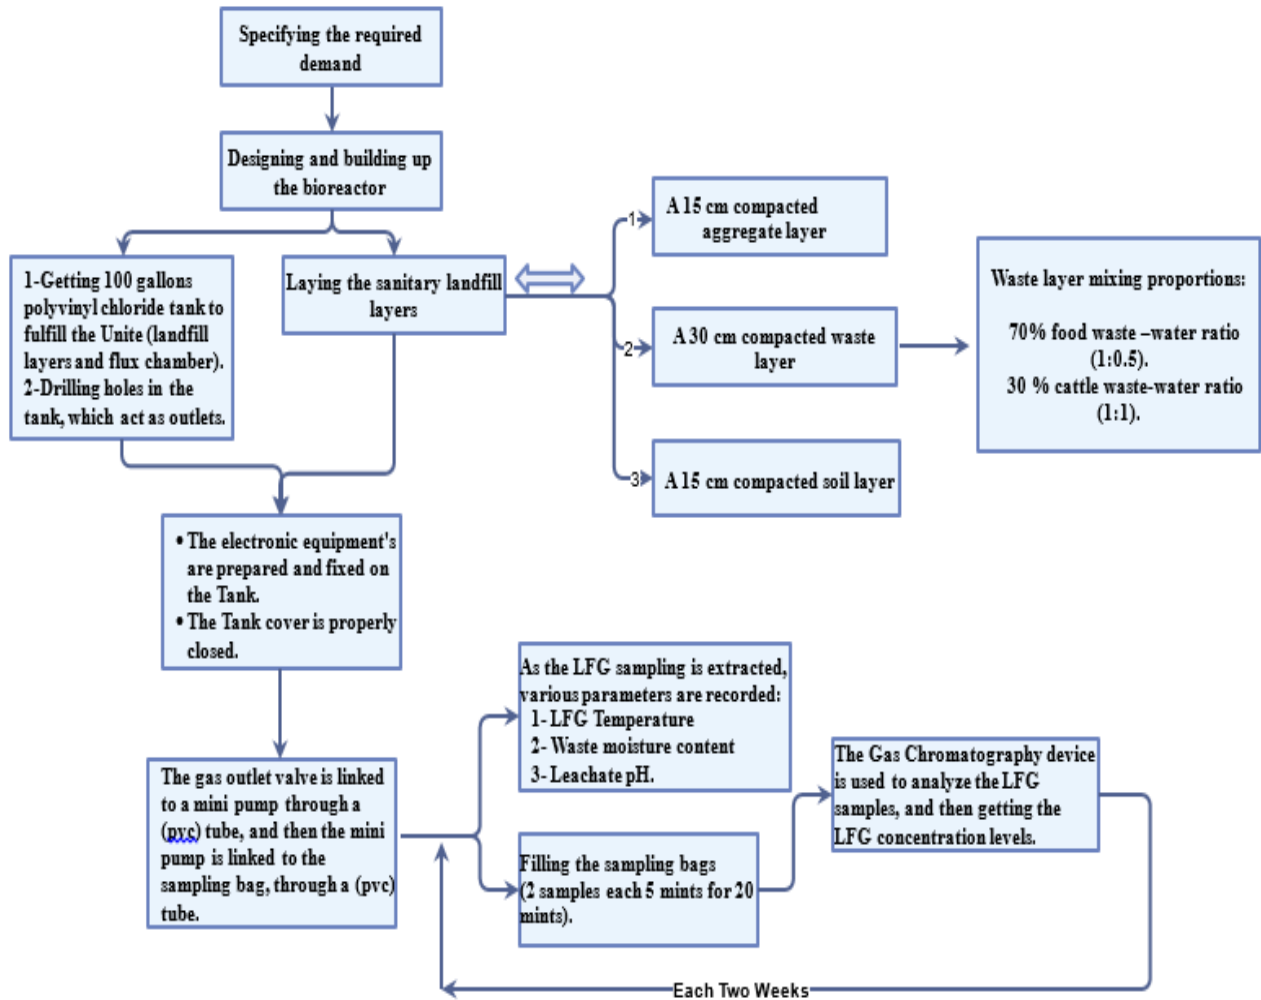 Specifying the required
demand
Designing and building up
the bioreactor
1-Getting 100 gallons
polyvinyl chloride tank to
fulfill the Unite (landfill
layers and flux chamber).
2-Drilling holes in the
tank, which act as outlets.
Laying the sanitary landfill
layers
1
A 15 cm compacted
aggregate layer
2
A 30 cm compacted waste
layer
3
A 15 cm compacted soil layer
Waste layer mixing proportions:
70% food waste –water ratio
(1:0.5).
30 % cattle waste-water ratio
(1:1).
• The electronic equipment's
are prepared and fixed on
the Tank.
• The Tank cover is properly
closed.
The gas outlet valve is linked
to a mini pump through a
(pyc) tube, and then the mini
pump is linked to the
sampling bag, through a (pvc)
tube.
As the LFG sampling is extracted,
various parameters are recorded:
1- LFG Temperature
2- Waste moisture content
3- Leachate pH.
Filling the sampling bags
(2 samples each 5 mints for 20
mints).
The Gas Chromatography device
is used to analyze the LFG
samples, and then getting the
LFG concentration levels.
Each Two Weeks